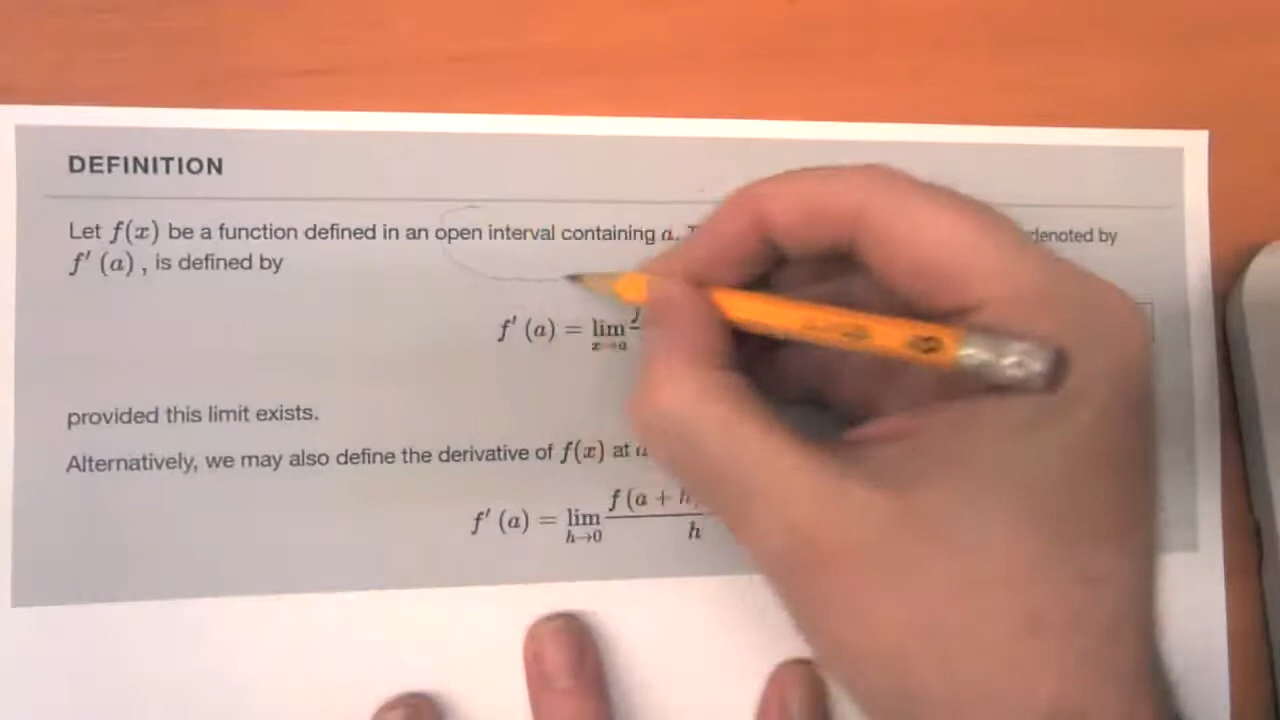 DEFINITION
Let f(x) be a function defined in an open interval containing a. denoted by
f′ (a) , is defined by
f′ (a) = lim
x→a
provided this limit exists.
Alternatively, we may also define the derivative of f(x) at
f′ (a) = lim f (a + h
h→0 h